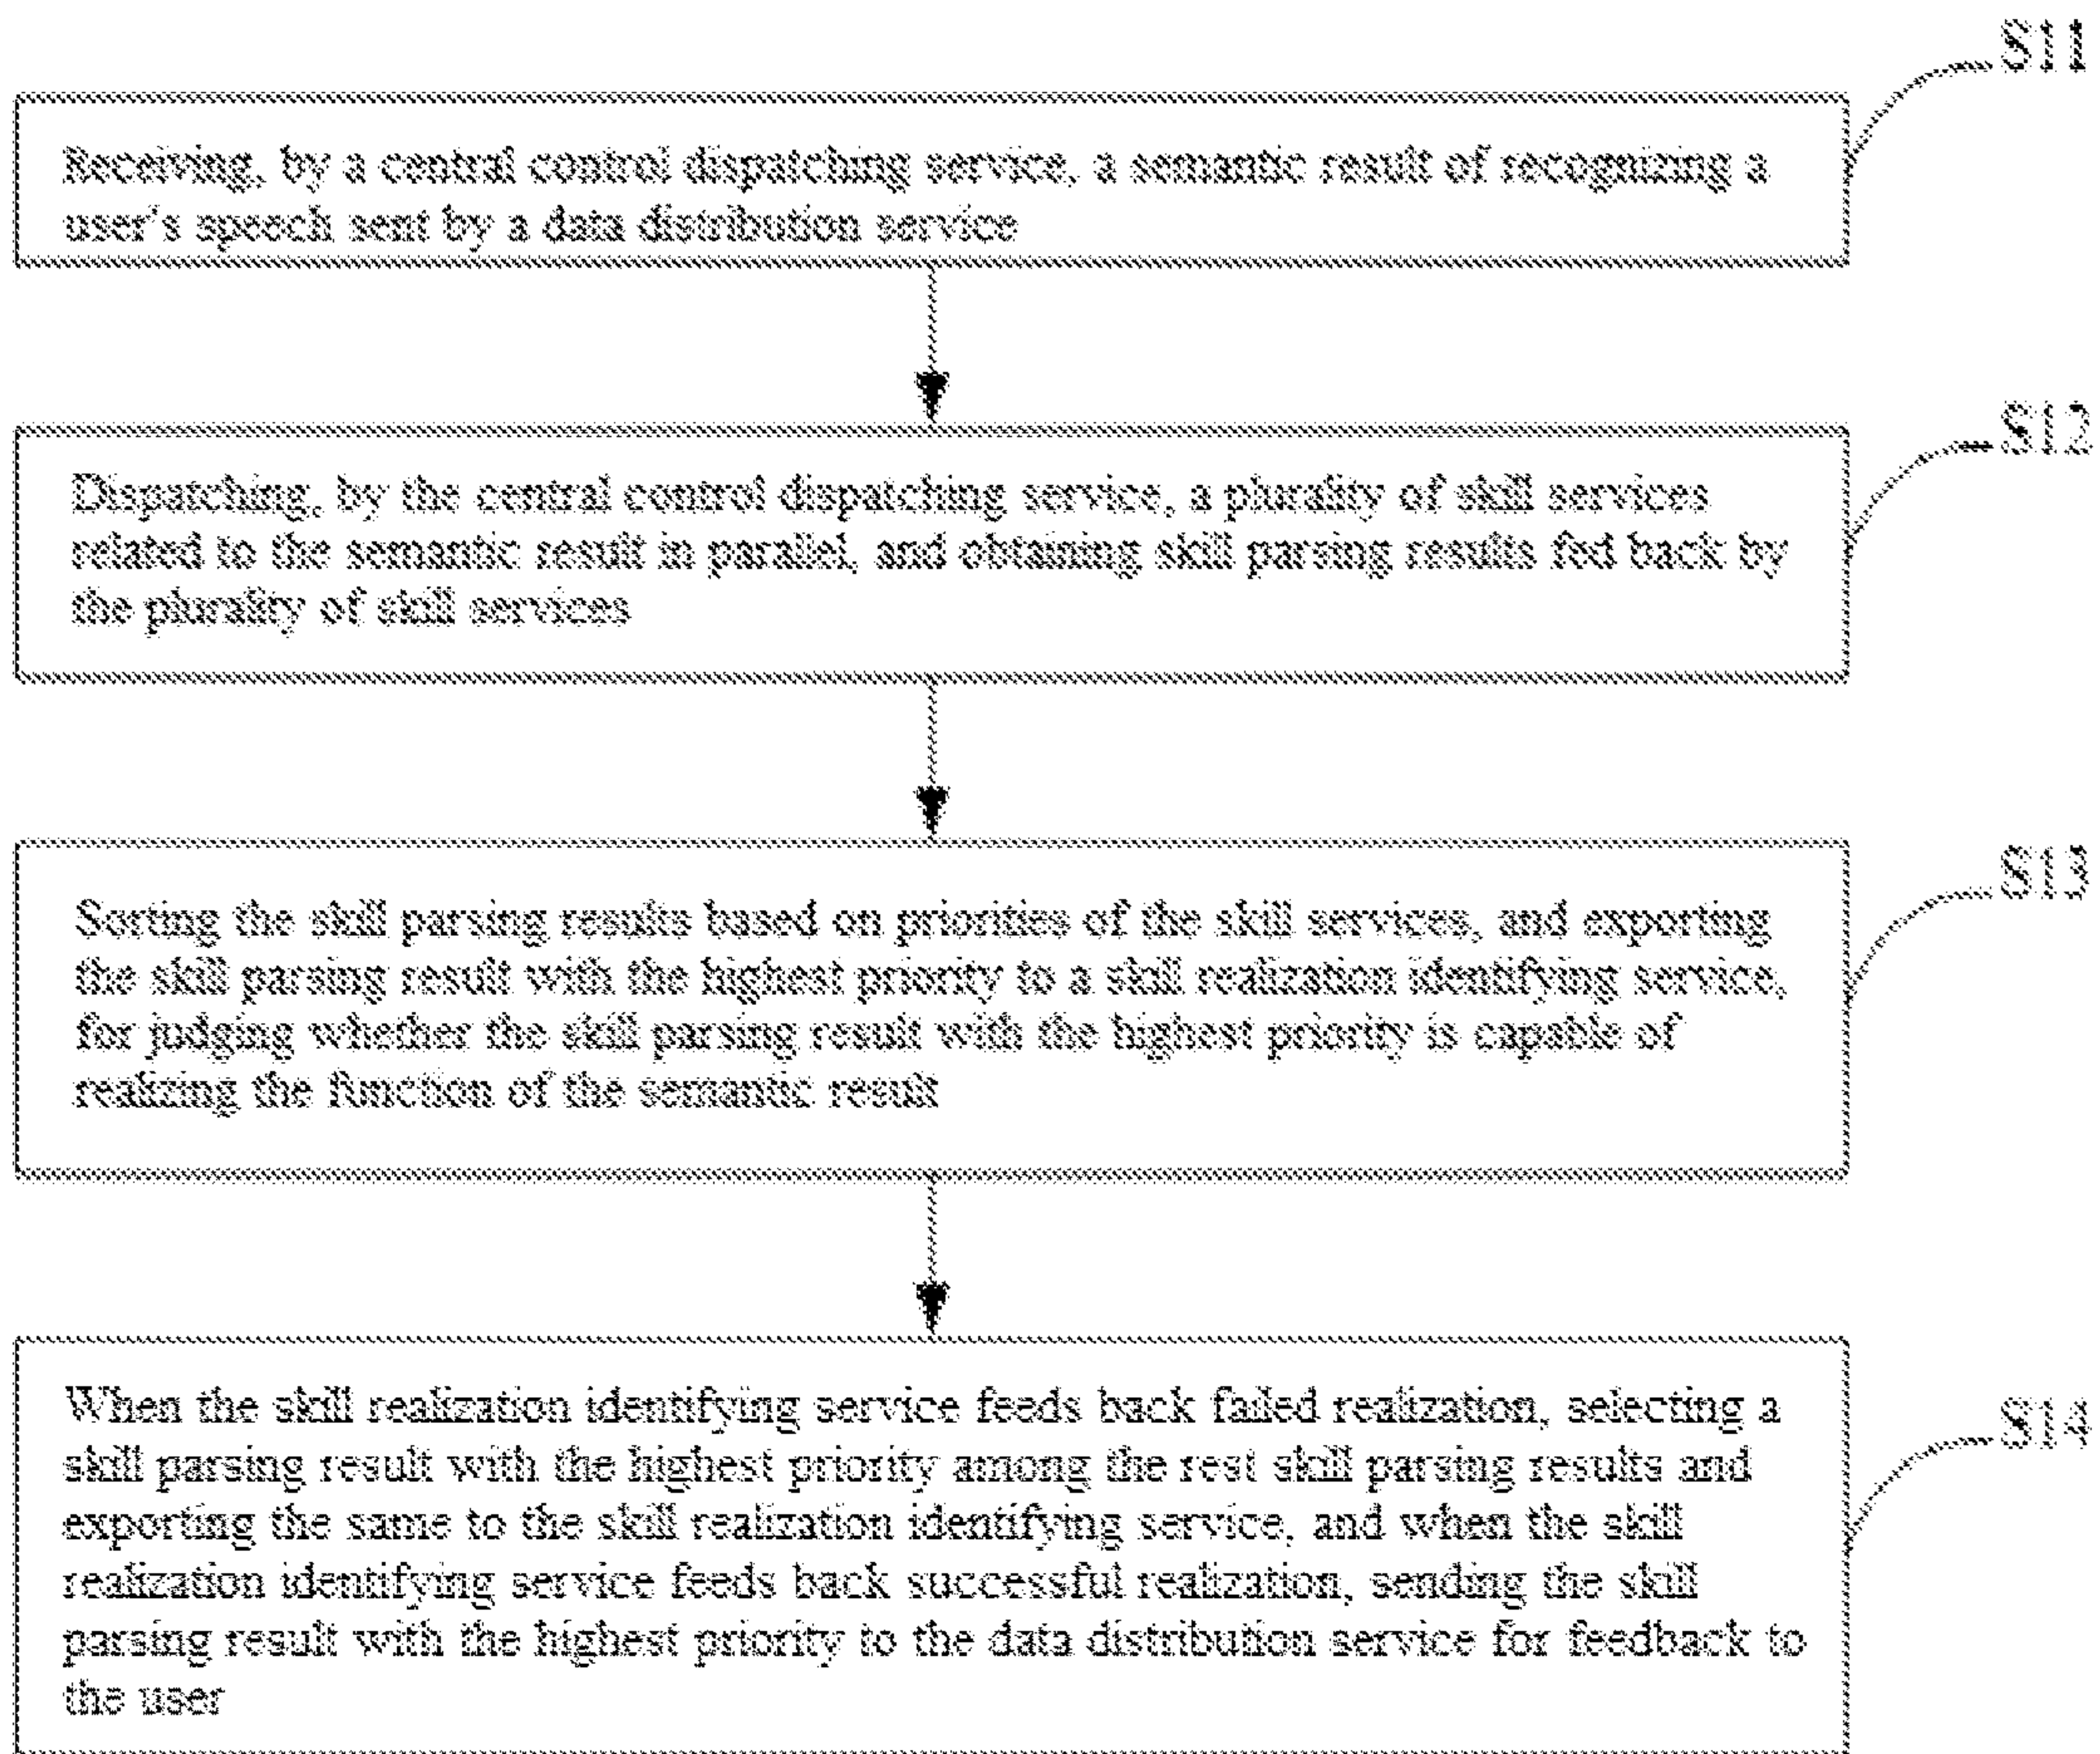 S11
Receiving, by a central control dispatching service, a semantic result of recognizing a
user's speech sent by a data distribution service
S12
Dispatching, by the central control dispatching service, a plurality of skill services
related to the semantic result in parallel, and obtaining skill parsing results fed back by
the plurality of skill services
S13
Sorting the skill parsing results based on priorities of the skill services, and exporting
the skill parsing result with the highest priority to a skill realization identifying service,
for judging whether the skill parsing result with the highest priority is capable of
realizing the function of the semantic result
S14
When the skill realization identifying service feeds back failed realization, selecting a
skill parsing result with the highest priority among the rest skill parsing results and
exporting the same to the skill realization identifying service, and when the skill
realization identifying service feeds back successful realization, sending the skill
parsing result with the highest priority to the data distribution service for feedback to
the user